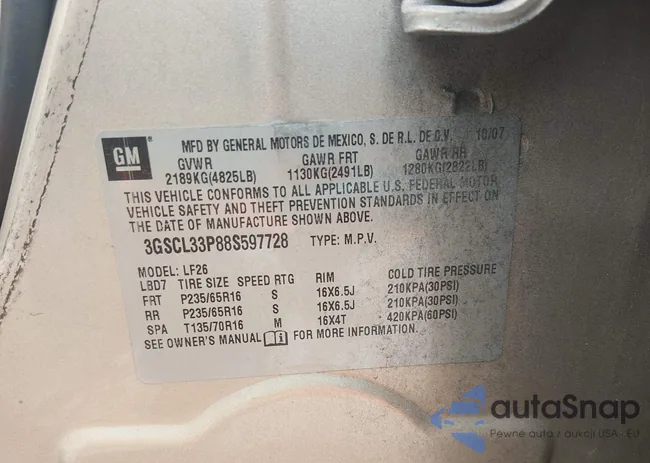 GM
MFD BY GENERAL MOTORS DE MEXICO, S. DE R.L. DE C.V. 10/07
GVWR GAWR FRT GAWR RR
2189KG(4825LB) 1130KG(2491LB) 1280KG(2822LB)
THIS VEHICLE CONFORMS TO ALL APPLICABLE U.S. FEDERAL MOTOR
VEHICLE SAFETY AND THEFT PREVENTION STANDARDS IN EFFECT ON
THE DATE OF MANUFACTURE SHOWN ABOVE.
3GSCL33P88S597728 TYPE: M.P.V.
MODEL: LF26
LBD7 TIRE SIZE SPEED RTG RIM COLD TIRE PRESSURE
FRT P235/65R16 S 16X6.5J 210KPA(30PSI)
RR P235/65R16 S 16X6.5J 210KPA(30PSI)
SPA T135/70R16 M 16X4T 420KPA(60PSI)
SEE OWNER'S MANUAL FOR MORE INFORMATION.
autaSnap
Pewne auta z aukcji USA - EU